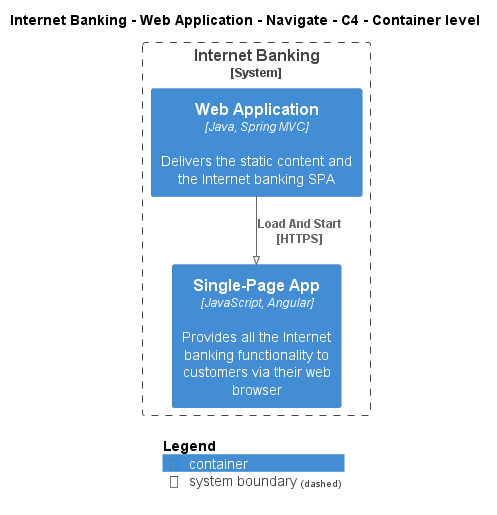 Internet Banking - Web Application - Navigate - C4 - Container level
Internet Banking
[System]
Web Application
[Java, Spring MVC]
Delivers the static content and
the Internet banking SPA
Load And Start
[HTTPS]
Single-Page App
[JavaScript, Angular]
Provides all the Internet
banking functionality to
customers via their web
browser
Legend
container
system boundary (dashed)